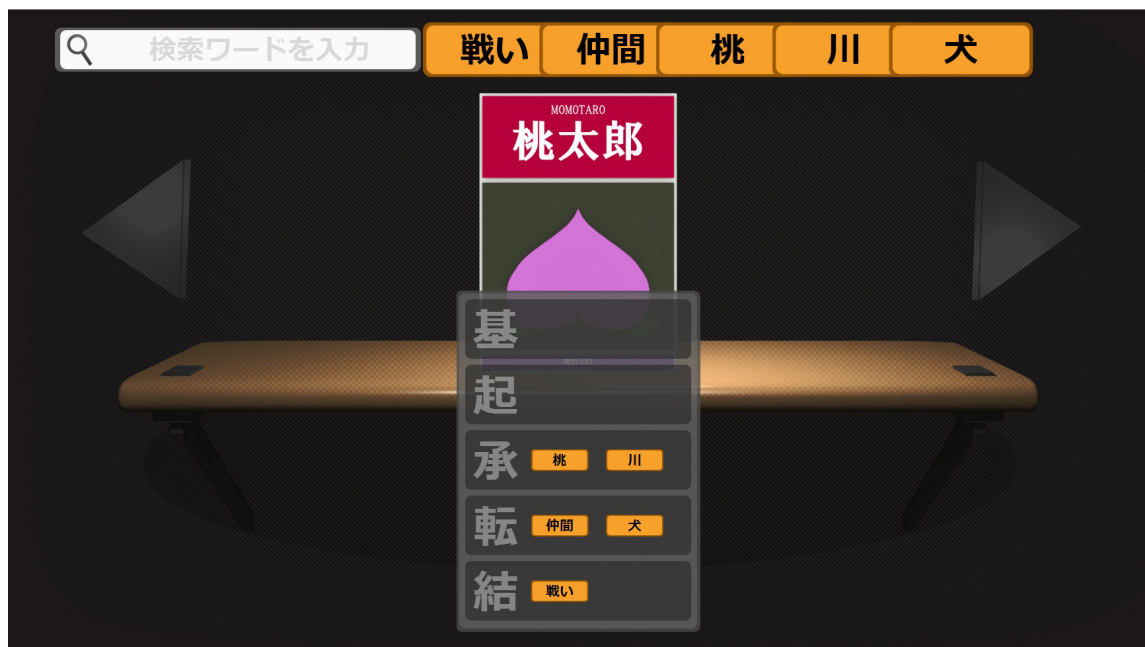 検索ワードを入力
戦い 仲間 桃 川 犬
MOMOTARO
桃太郎
基
起
承 桃 川
転 仲間 犬
結 戦い